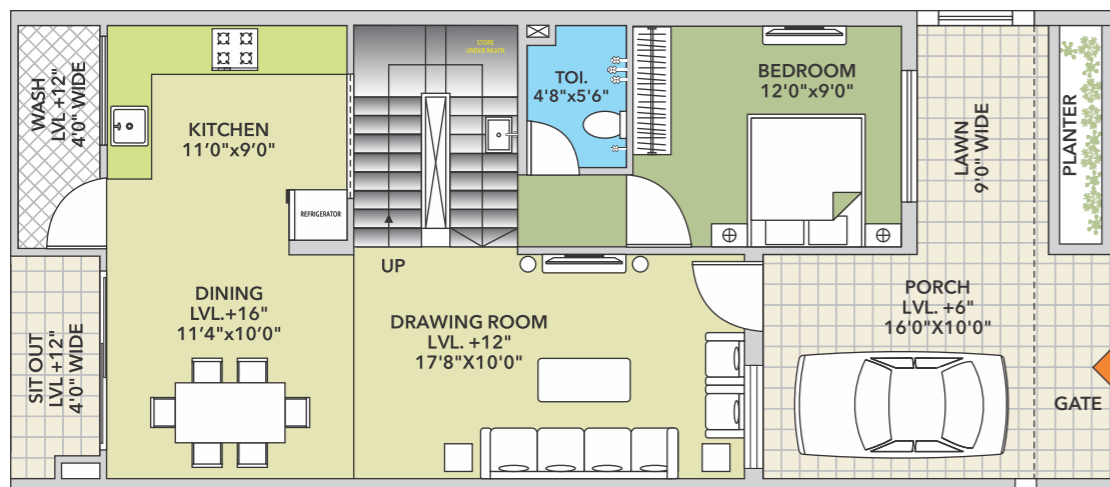 WASH
LVL +12"
4'0" WIDE
KITCHEN
11'0"x9'0"
REFRIGERATOR
STORE
UNDER NEATH
UP
TOI.
4'8"x5'6"
BEDROOM
12'0"x9'0"
LAWN
9'0" WIDE
PLANTER
SIT OUT
LVL +12"
4'0" WIDE
DINING
LVL.+16"
11'4"x10'0"
DRAWING ROOM
LVL. +12"
17'8"X10'0"
PORCH
LVL. +6"
16'0"X10'0"
GATE